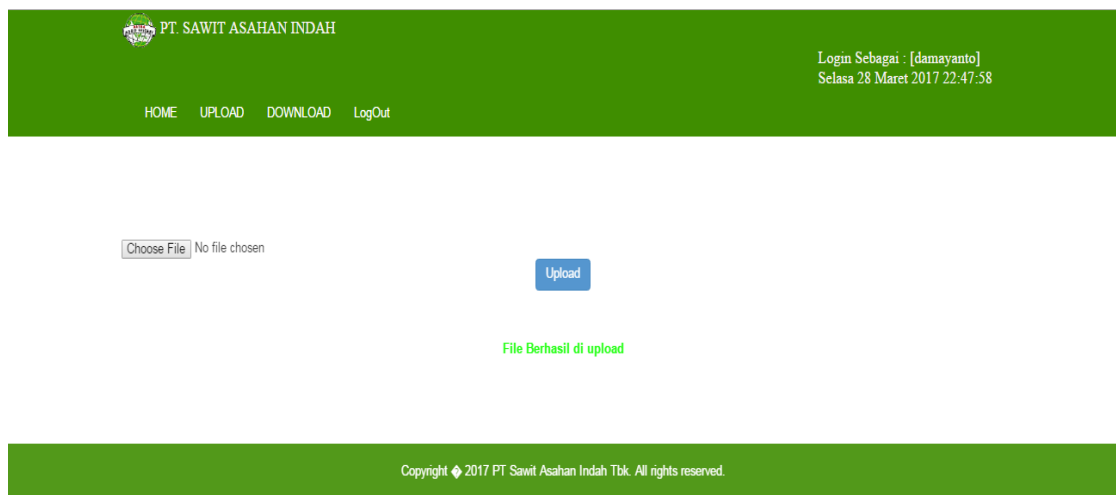 PT. SAWIT ASAHAN INDAH
Login Sebagai : [damayanto]
Selasa 28 Maret 2017 22:47:58
HOME UPLOAD DOWNLOAD LogOut
Choose File No file chosen
Upload
File Berhasil di upload
Copyright � 2017 PT Sawit Asahan Indah Tbk. All rights reserved.